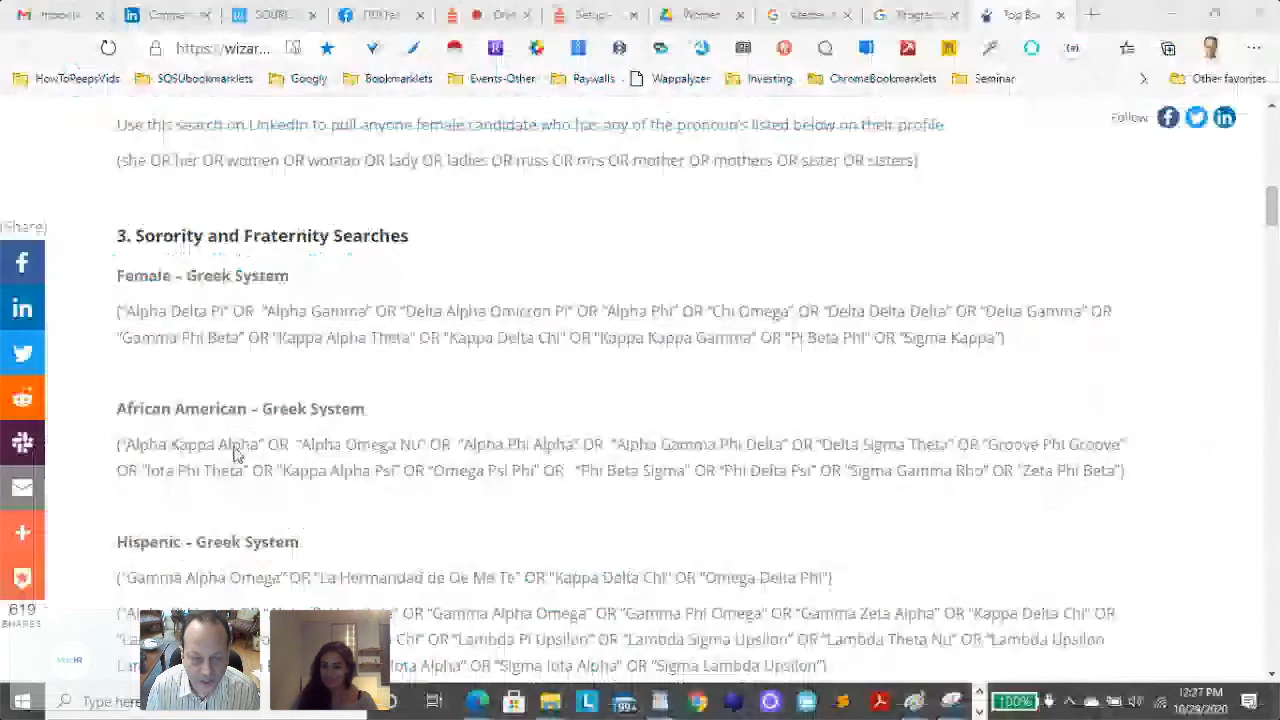 https://wizar...
HowToPeepsVids
SOSUbookmarklets
Googly
Bookmarklets
Events-Other
Paywalls
Wappalyzer
Investing
ChromeBookmarklets
Seminar
Other favorites
Follow
Use this search on LinkedIn to pull anyone female candidate who has any of the pronoun's listed below on their profile
(she OR her OR women OR woman OR lady OR ladies OR miss OR mrs OR mother OR mothers OR sister OR sisters)
(Share)
3. Sorority and Fraternity Searches
Female – Greek System
("Alpha Delta Pi" OR "Alpha Gamma" OR "Delta Alpha Omicron Pi" OR "Alpha Phi" OR "Chi Omega" OR "Delta Delta Delta" OR "Delta Gamma" OR
"Gamma Phi Beta" OR "Kappa Alpha Theta" OR "Kappa Delta Chi" OR "Kappa Kappa Gamma" OR "Pi Beta Phi" OR "Sigma Kappa")
African American – Greek System
("Alpha Kappa Alpha" OR "Alpha Omega Nu" OR "Alpha Phi Alpha" OR "Alpha Gamma Phi Delta" OR "Delta Sigma Theta" OR "Groove Phi Groove"
OR "Iota Phi Theta" OR "Kappa Alpha Psi" OR "Omega Psi Phi" OR "Phi Beta Sigma" OR "Phi Delta Psi" OR "Sigma Gamma Rho" OR "Zeta Phi Beta")
Hispanic – Greek System
("Gamma Alpha Omega" OR "La Hermandad de Oe Me Te" OR "Kappa Delta Chi" OR "Omega Delta Phi")
OR "Gamma Alpha Omega" OR "Gamma Phi Omega" OR "Gamma Zeta Alpha" OR "Kappa Delta Chi" OR
Chi" OR "Lambda Pi Upsilon" OR "Lambda Sigma Upsilon" OR "Lambda Theta Nu" OR "Lambda Upsilon
Iota Alpha" OR "Sigma Iota Alpha" OR "Sigma Lambda Upsilon")
619
SHARES
Type here
99+
100%
12:27 PM
10/29/2020